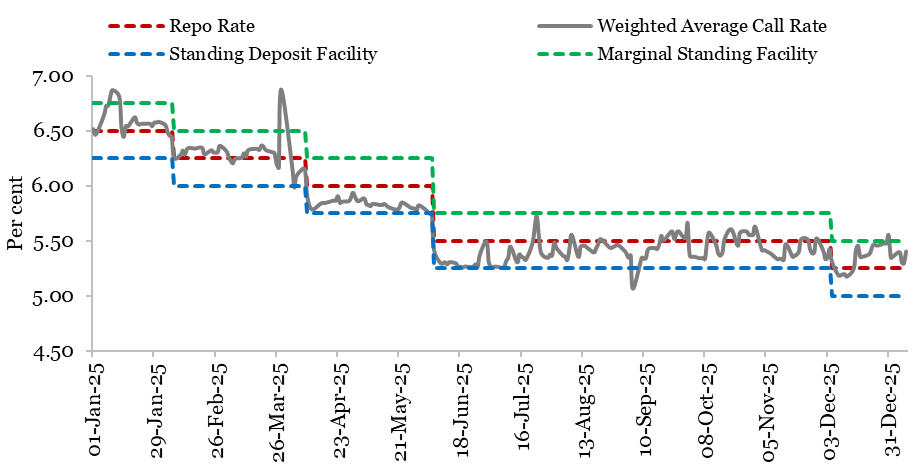 Repo Rate
Weighted Average Call Rate
Standing Deposit Facility
Marginal Standing Facility
Per cent
7.00
6.50
6.00
5.50
5.00
4.50
01-Jan-25
29-Jan-25
26-Feb-25
26-Mar-25
23-Apr-25
21-May-25
18-Jun-25
16-Jul-25
13-Aug-25
10-Sep-25
08-Oct-25
05-Nov-25
03-Dec-25
31-Dec-25